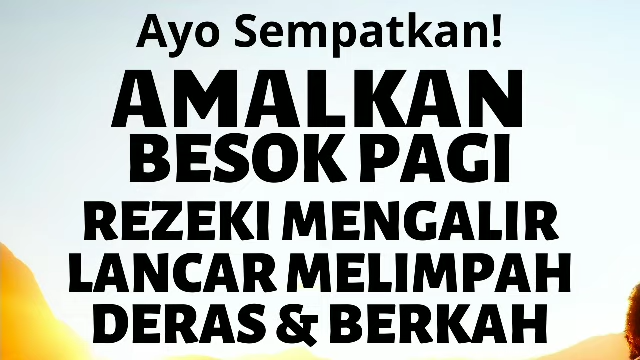 Ayo Sempatkan!
AMALKAN
BESOK PAGI
REZEKI MENGALIR
LANCAR MELIMPAH
DERAS & BERKAH